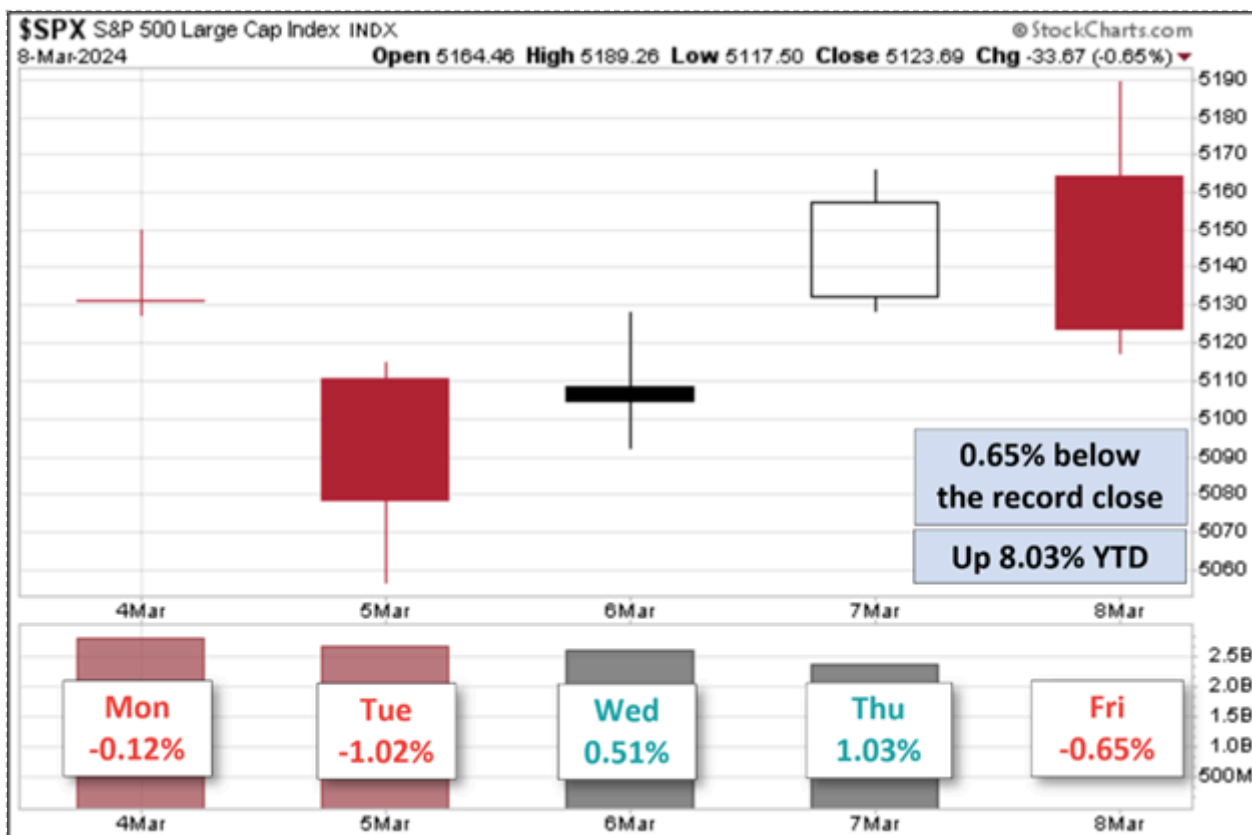 $SPX S&P 500 Large Cap Index INDX © StockCharts.com
8-Mar-2024 Open 5164.46 High 5189.26 Low 5117.50 Close 5123.69 Chg -33.67 (-0.65%)
5190
5180
5170
5160
5150
5140
5130
5120
5110
5100
5090
5080
5070
5060
0.65% below
the record close
Up 8.03% YTD
4Mar 5Mar 6Mar 7Mar 8Mar
2.5B
2.0B
1.5B
1.0B
500M
Mon
-0.12%
Tue
-1.02%
Wed
0.51%
Thu
1.03%
Fri
-0.65%
4Mar 5Mar 6Mar 7Mar 8Mar